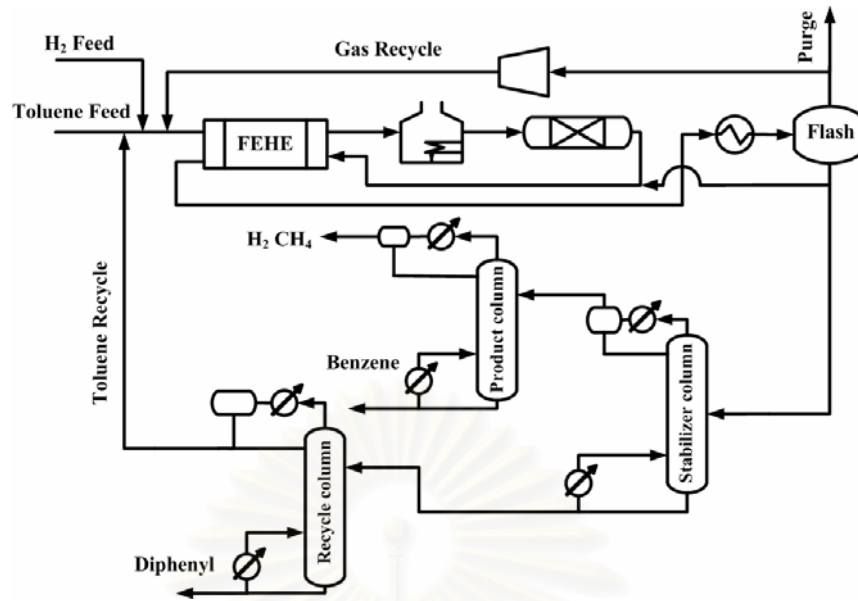 H₂ Feed
Gas Recycle
Purge
Toluene Feed
FEHE
Flash
H₂ CH₄
Product column
Benzene
Stabilizer column
Toluene Recycle
Recycle column
Diphenyl